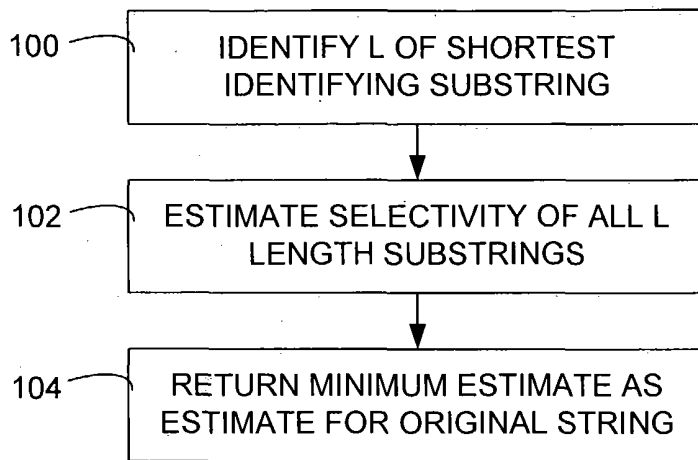 100
IDENTIFY L OF SHORTEST
IDENTIFYING SUBSTRING
102
ESTIMATE SELECTIVITY OF ALL L
LENGTH SUBSTRINGS
104
RETURN MINIMUM ESTIMATE AS
ESTIMATE FOR ORIGINAL STRING